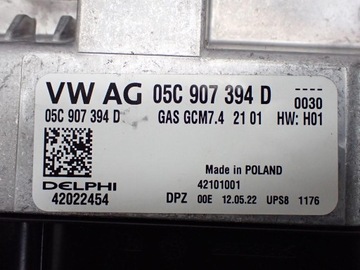 VW AG 05C 907 394 D ----
0030
05C 907 394 D GAS GCM7.4 21 01 HW: H01
Made in POLAND
42101001
DELPHI
42022454 DPZ 00E 12.05.22 UPS8 1176